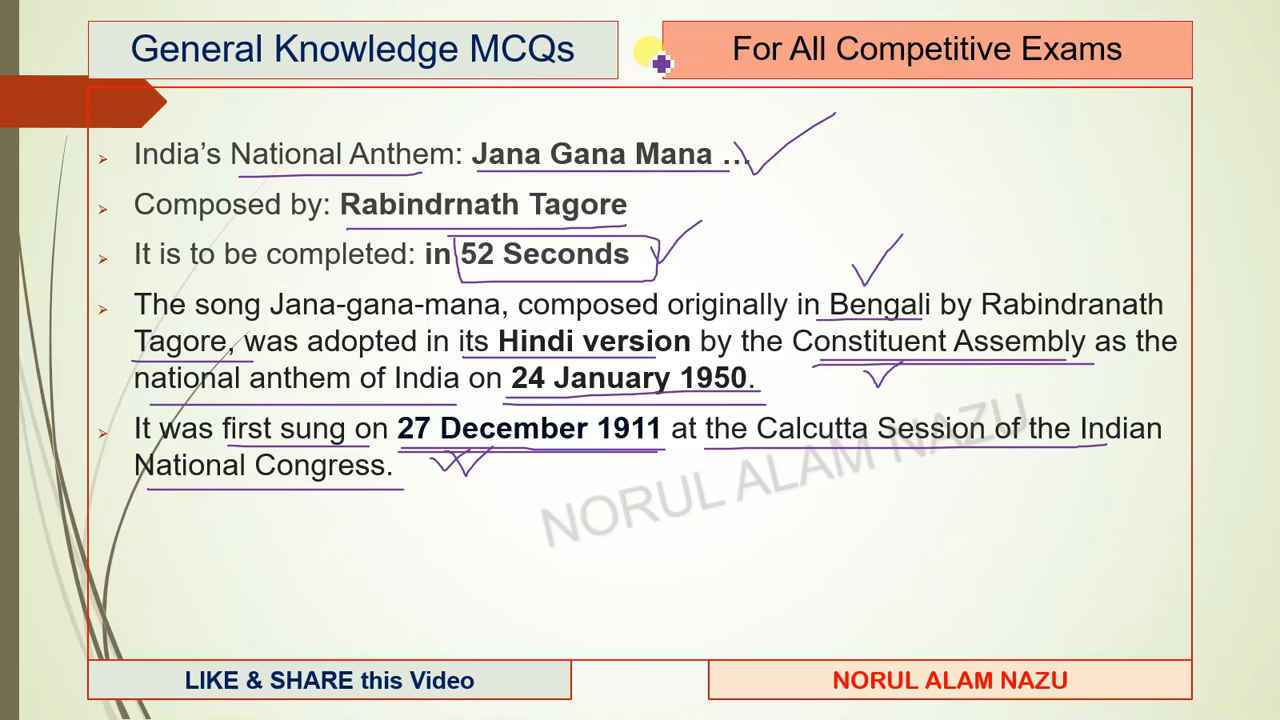 General Knowledge MCQs
For All Competitive Exams
India’s National Anthem: Jana Gana Mana ...
Composed by: Rabindrnath Tagore
It is to be completed: in 52 Seconds
The song Jana-gana-mana, composed originally in Bengali by Rabindranath
Tagore, was adopted in its Hindi version by the Constituent Assembly as the
national anthem of India on 24 January 1950.
It was first sung on 27 December 1911 at the Calcutta Session of the Indian
National Congress.
NORUL ALAM NAZU
LIKE & SHARE this Video
NORUL ALAM NAZU